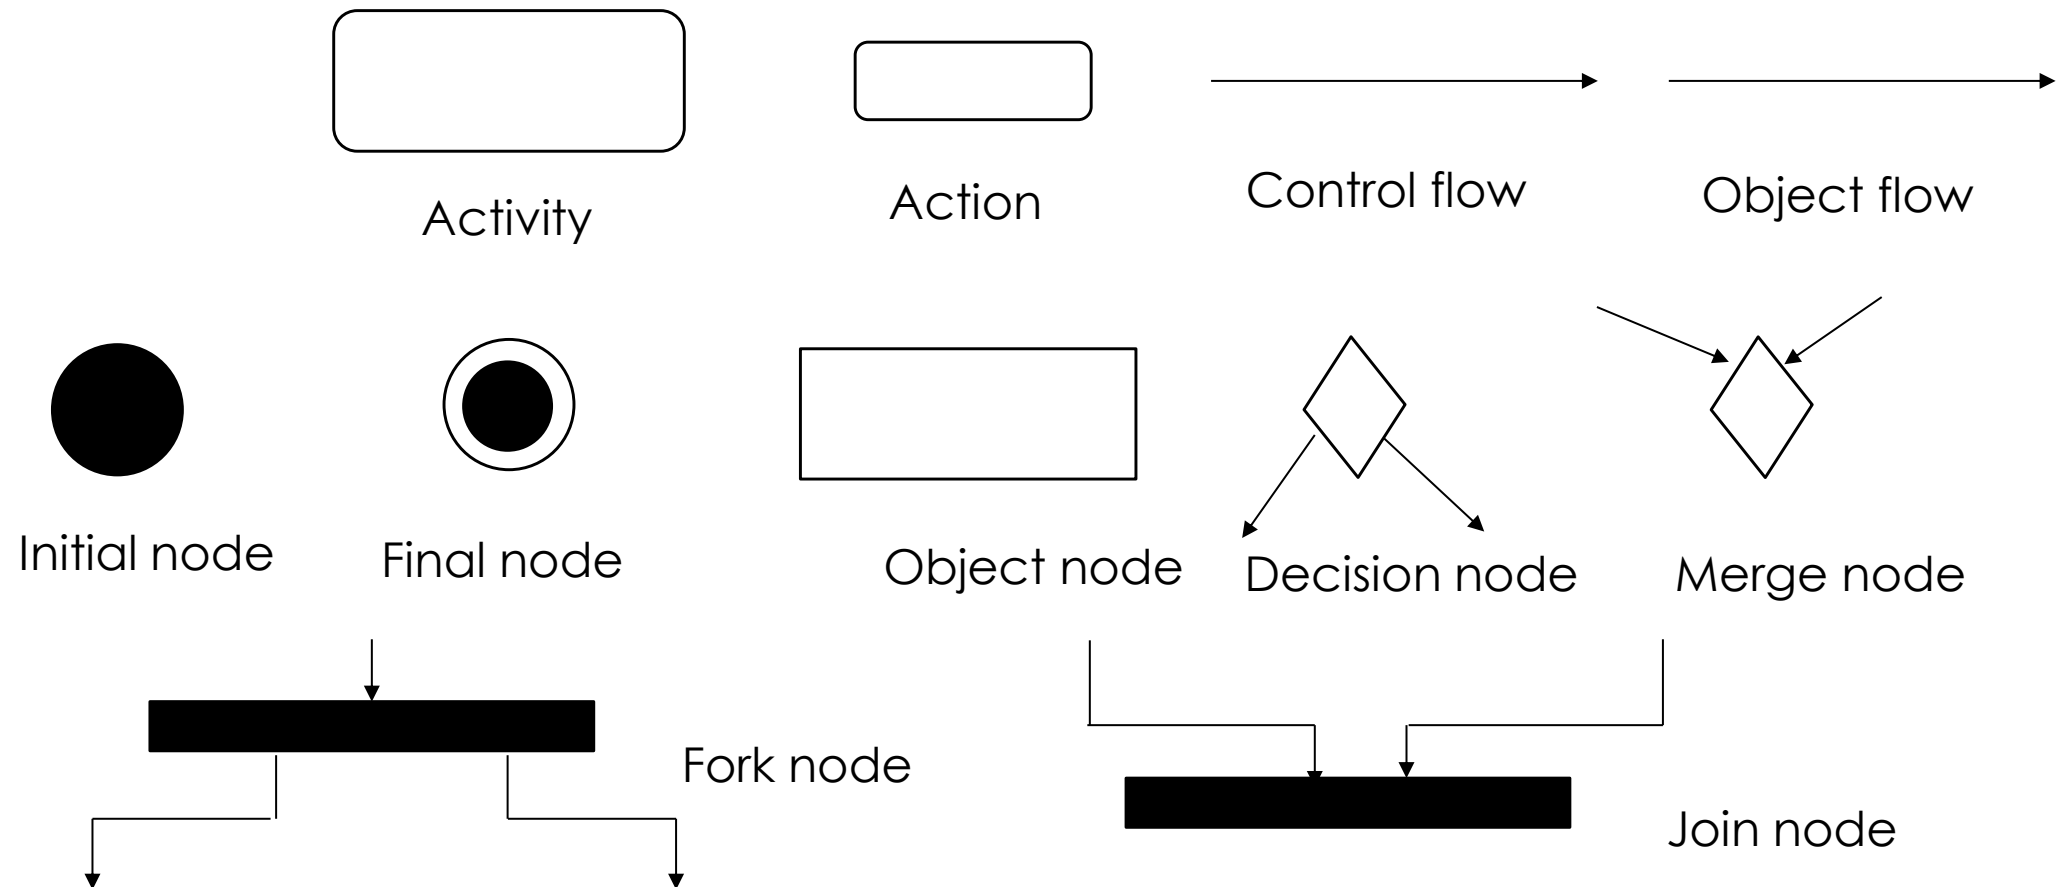 Activity
Action
Control flow
Object flow
Initial node
Final node
Object node
Decision node
Merge node
Fork node
Join node